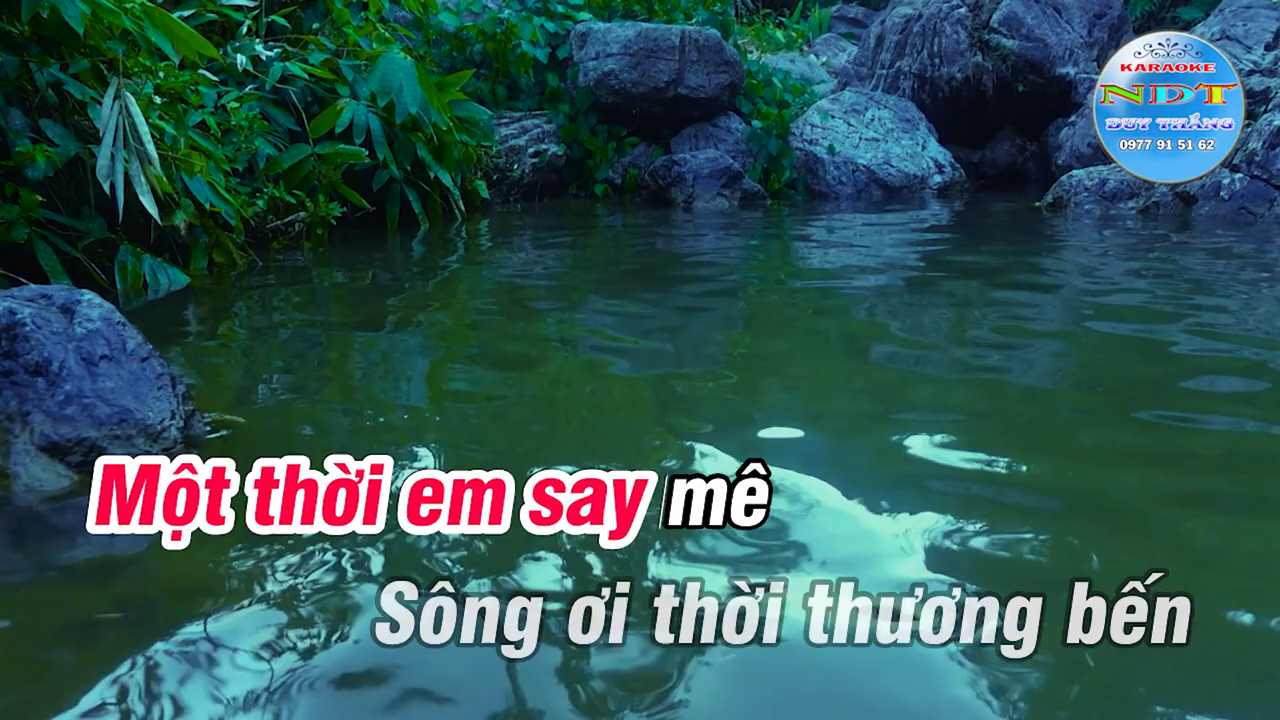 KARAOKE
NDT
DUY THẮNG
0977 91 51 62
Một thời em say mê
Sông ơi thời thương bến